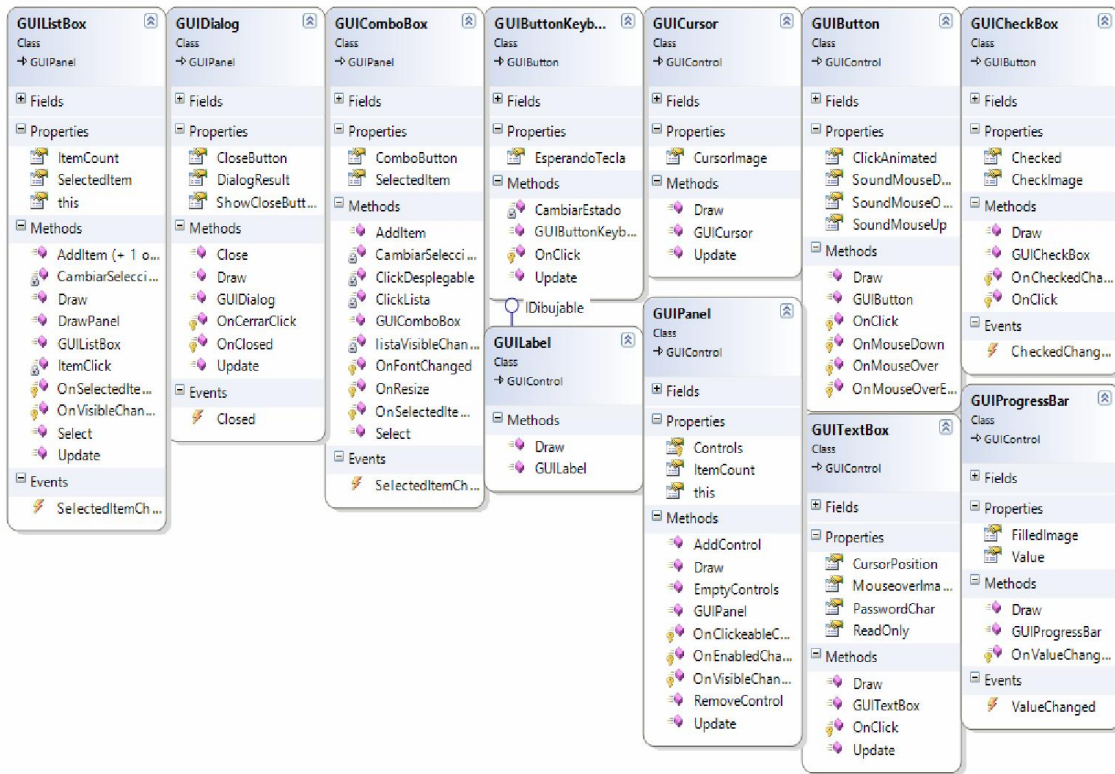 GUIListBox
Class
GUIPanel
Fields
Properties
ItemCount
SelectedItem
this
Methods
AddItem (+ 1 o...
CambiarSelecci...
Draw
DrawPanel
GUIListBox
ItemClick
OnSelectedIte...
OnVisibleChan...
Select
Update
Events
SelectedItemCh...
GUIDialog
Class
GUIPanel
Fields
Properties
CloseButton
DialogResult
ShowCloseButt...
Methods
Close
Draw
GUIDialog
OnCerrarClick
OnClosed
Update
Events
Closed
GUIComboBox
Class
GUIPanel
Fields
Properties
ComboButton
SelectedItem
Methods
AddItem
CambiarSelecci...
ClickDesplegable
ClickLista
GUIComboBox
listaVisibleChan...
OnFontChanged
OnResize
OnSelectedIte...
Select
Events
SelectedItemCh...
GUIButtonKeyb...
Class
GUIButton
Fields
Properties
EsperandoTecla
Methods
CambiarEstado
GUIButtonKeyb...
OnClick
Update
IDibujable
GUILabel
Class
GUIControl
Methods
Draw
GUILabel
GUICursor
Class
GUIControl
Fields
Properties
CursorImage
Methods
Draw
GUICursor
Update
GUIPanel
Class
GUIControl
Fields
Properties
Controls
ItemCount
this
Methods
AddControl
Draw
EmptyControls
GUIPanel
OnClickeableC...
OnEnabledCha...
OnVisibleChan...
RemoveControl
Update
GUIButton
Class
GUIControl
Fields
Properties
ClickAnimated
SoundMouseD...
SoundMouseO...
SoundMouseUp
Methods
Draw
GUIButton
OnClick
OnMouseDown
OnMouseOver
OnMouseOverE...
GUITextBox
Class
GUIControl
Fields
Properties
CursorPosition
MouseoverIma...
PasswordChar
ReadOnly
Methods
Draw
GUITextBox
OnClick
Update
GUICheckBox
Class
GUIButton
Fields
Properties
Checked
CheckImage
Methods
Draw
GUICheckBox
OnCheckedCha...
OnClick
Events
CheckedChang...
GUIProgressBar
Class
GUIControl
Fields
Properties
FilledImage
Value
Methods
Draw
GUIProgressBar
OnValueChang...
Events
ValueChanged